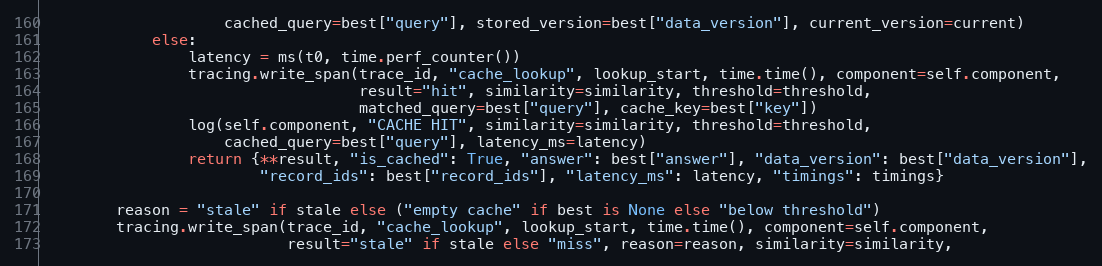 160                     cached_query=best["query"], stored_version=best["data_version"], current_version=current)
161             else:
162                 latency = ms(t0, time.perf_counter())
163                 tracing.write_span(trace_id, "cache_lookup", lookup_start, time.time(), component=self.component,
164                                    result="hit", similarity=similarity, threshold=threshold,
165                                    matched_query=best["query"], cache_key=best["key"])
166                 log(self.component, "CACHE HIT", similarity=similarity, threshold=threshold,
167                     cached_query=best["query"], latency_ms=latency)
168                 return {**result, "is_cached": True, "answer": best["answer"], "data_version": best["data_version"],
169                         "record_ids": best["record_ids"], "latency_ms": latency, "timings": timings}
170
171         reason = "stale" if stale else ("empty cache" if best is None else "below threshold")
172         tracing.write_span(trace_id, "cache_lookup", lookup_start, time.time(), component=self.component,
173                            result="stale" if stale else "miss", reason=reason, similarity=similarity,